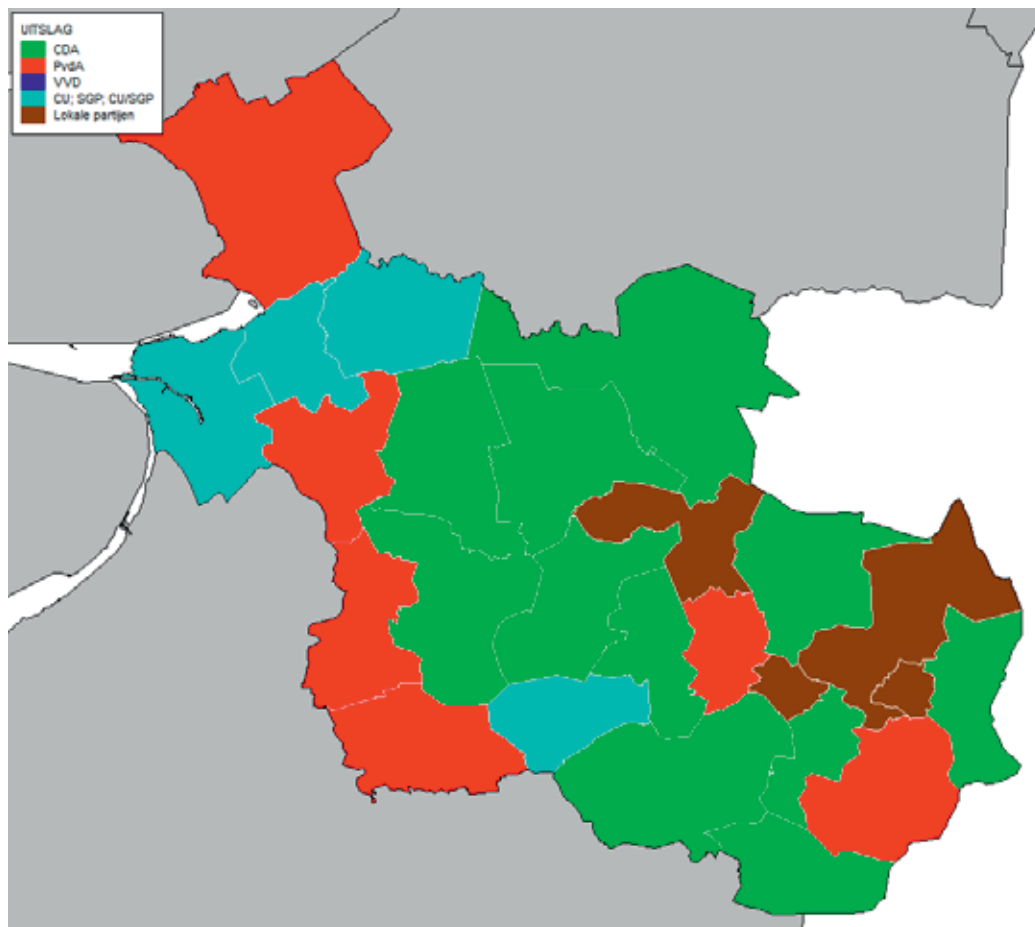 UITSLAG
CDA
PvdA
VVD
CU; SGP; CU/SGP
Lokale partijen